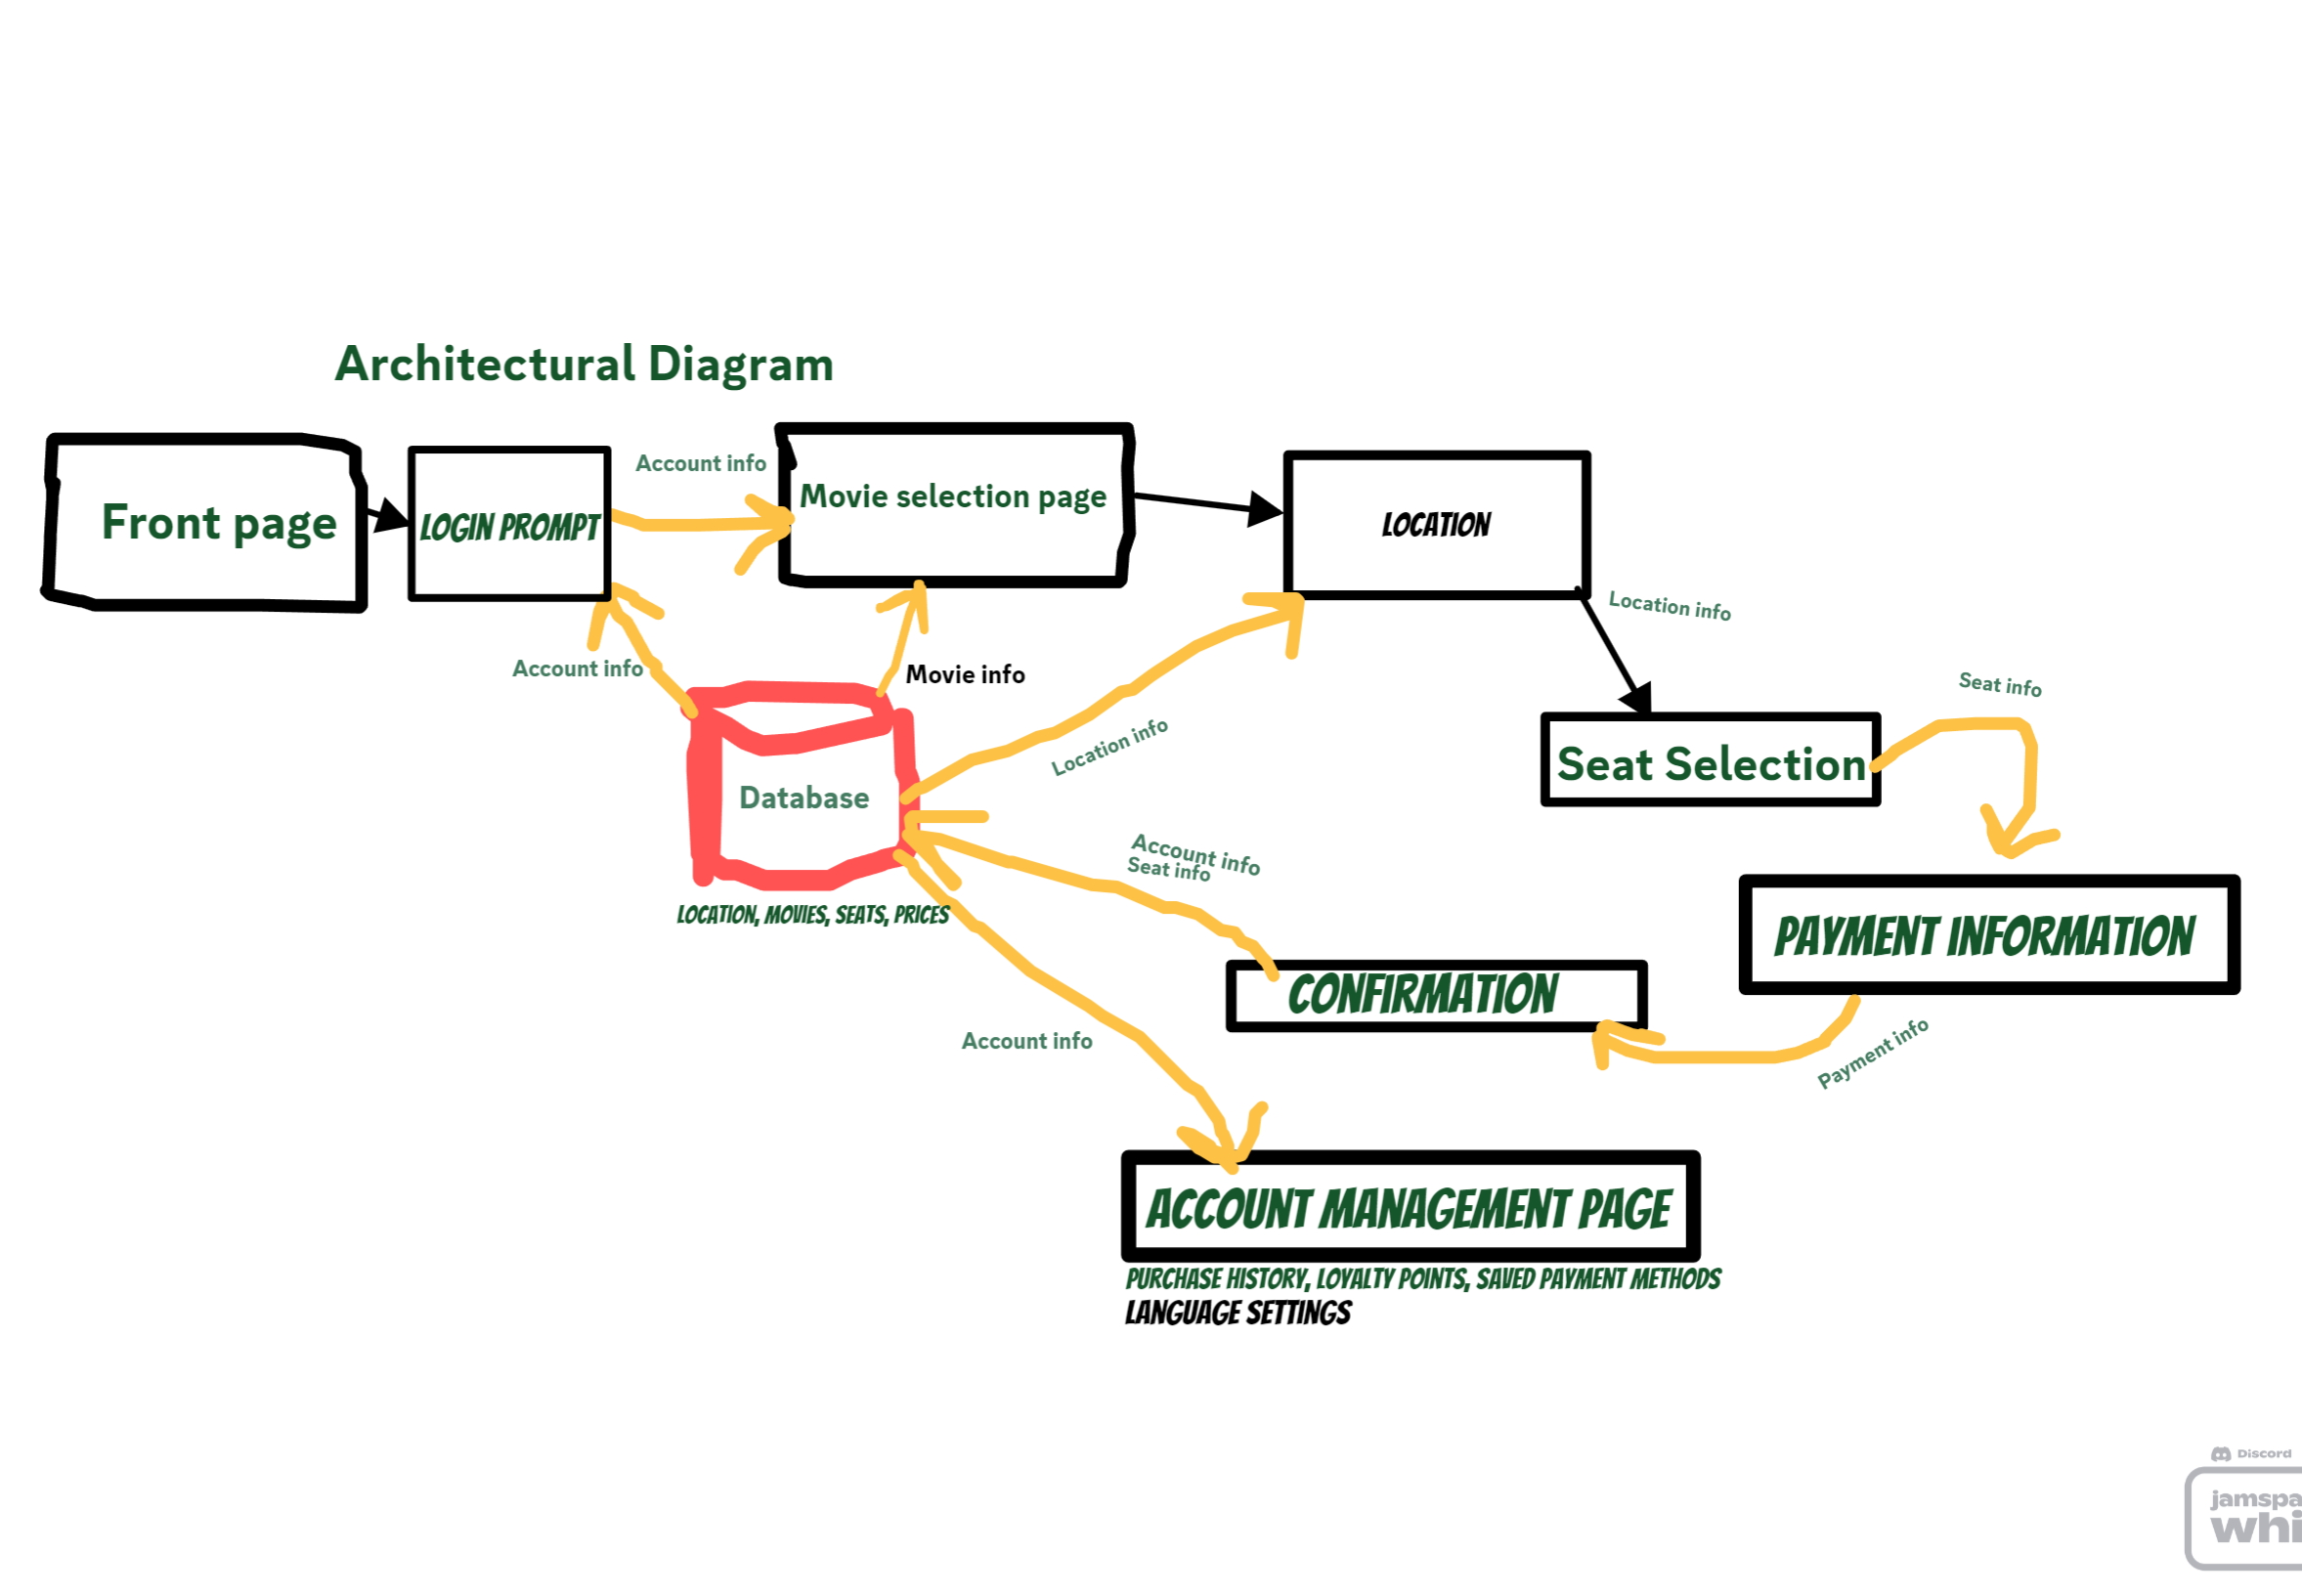 Architectural Diagram
Front page
LOGIN PROMPT
Account info
Movie selection page
LOCATION
Location info
Account info
Movie info
Seat info
Location info
Database
Seat Selection
Account info
Seat info
LOCATION, MOVIES, SEATS, PRICES
PAYMENT INFORMATION
CONFIRMATION
Account info
Payment info
ACCOUNT MANAGEMENT PAGE
PURCHASE HISTORY, LOYALTY POINTS, SAVED PAYMENT METHODS
LANGUAGE SETTINGS
Discord
jamspa
whi